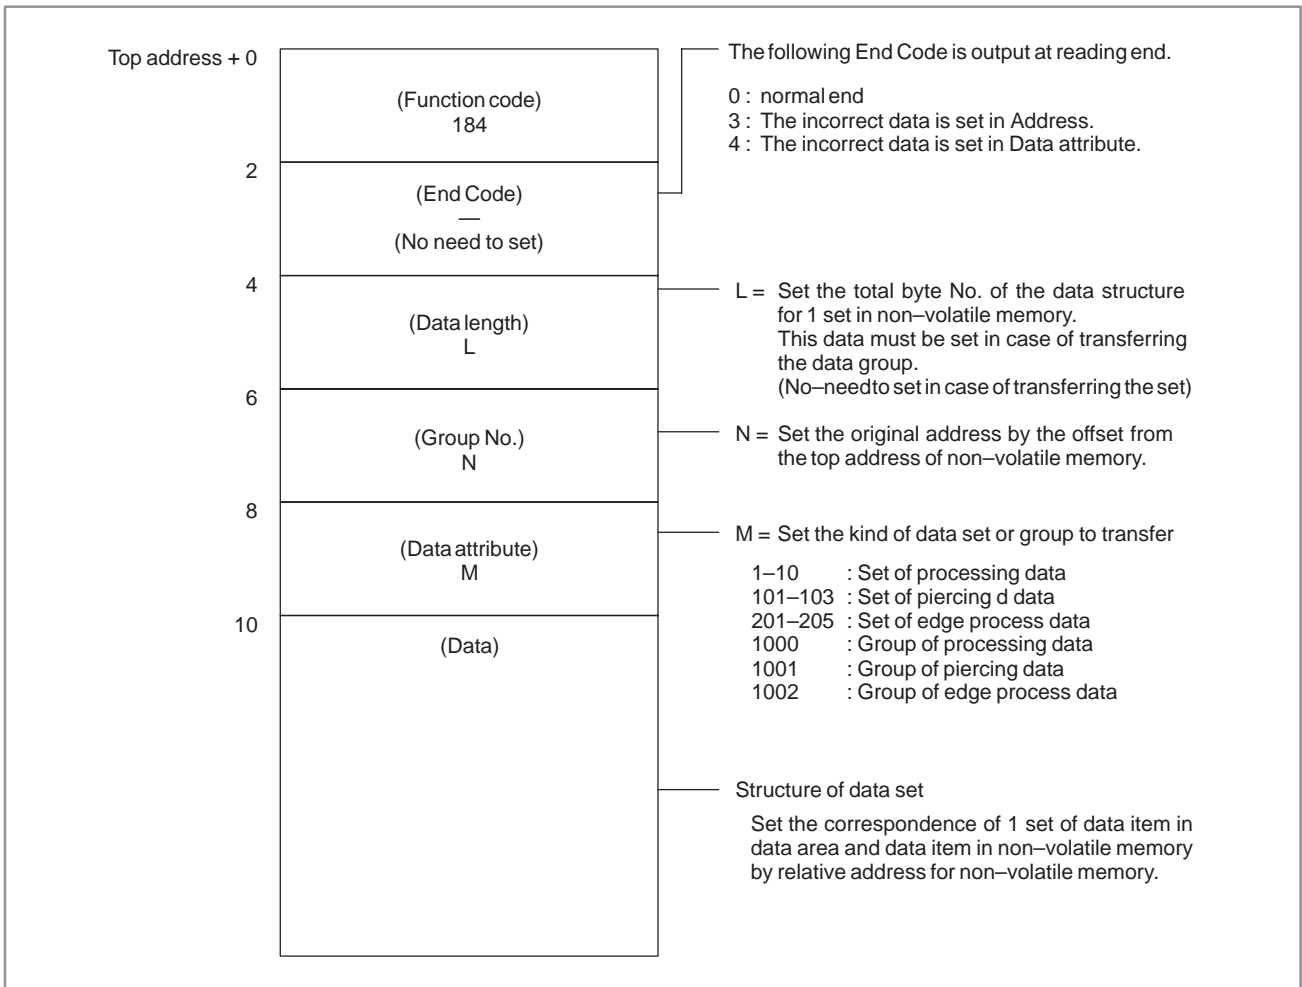 Top address + 0
(Function code)
184
2
(End Code)
—
(No need to set)
4
(Data length)
L
6
(Group No.)
N
8
(Data attribute)
M
10
(Data)
The following End Code is output at reading end.
0 : normal end
3 : The incorrect data is set in Address.
4 : The incorrect data is set in Data attribute.
L = Set the total byte No. of the data structure
for 1 set in non–volatile memory.
This data must be set in case of transferring
the data group.
(No–need to set in case of transferring the set)
N = Set the original address by the offset from
the top address of non–volatile memory.
M = Set the kind of data set or group to transfer
1–10 : Set of processing data
101–103 : Set of piercing d data
201–205 : Set of edge process data
1000 : Group of processing data
1001 : Group of piercing data
1002 : Group of edge process data
Structure of data set
Set the correspondence of 1 set of data item in
data area and data item in non–volatile memory
by relative address for non–volatile memory.